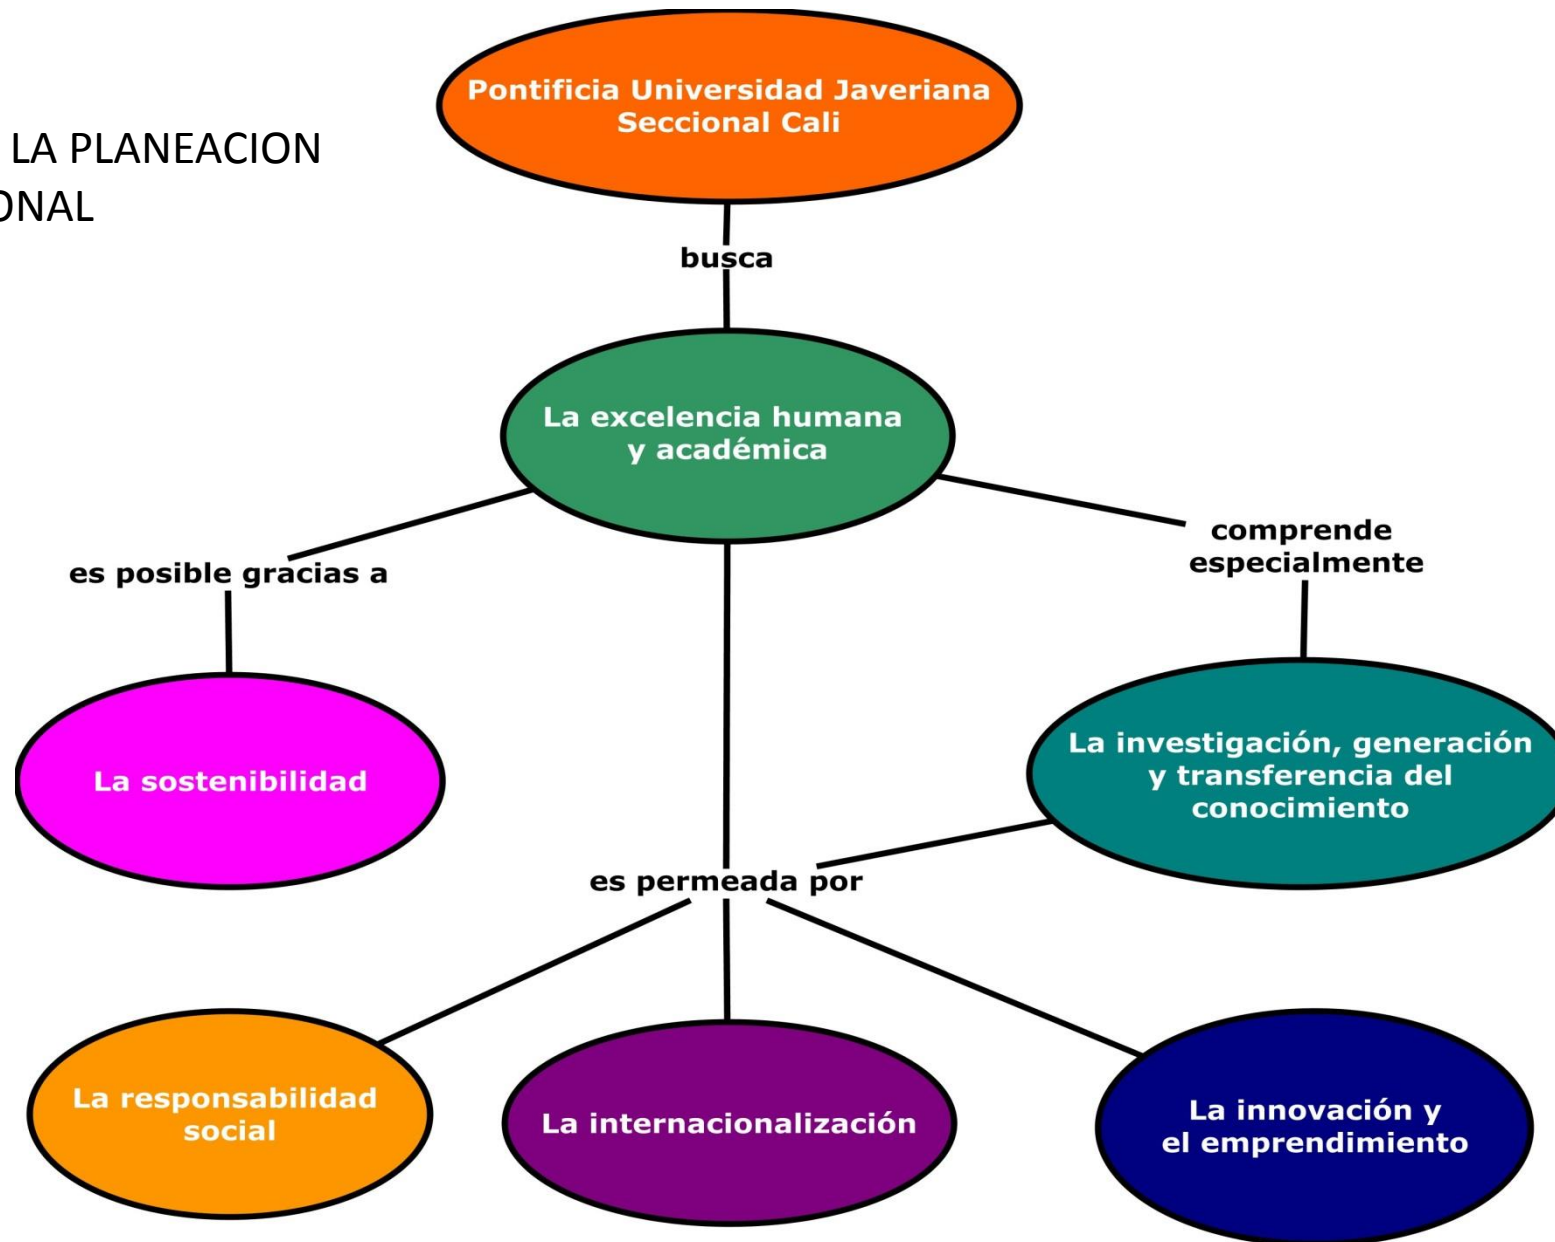 LA PLANEACION
ONAL
Pontificia Universidad Javeriana
Seccional Cali
busca
La excelencia humana
y académica
es posible gracias a
comprende
especialmente
La sostenibilidad
La investigación, generación
y transferencia del
conocimiento
es permeada por
La responsabilidad
social
La internacionalización
La innovación y
el emprendimiento